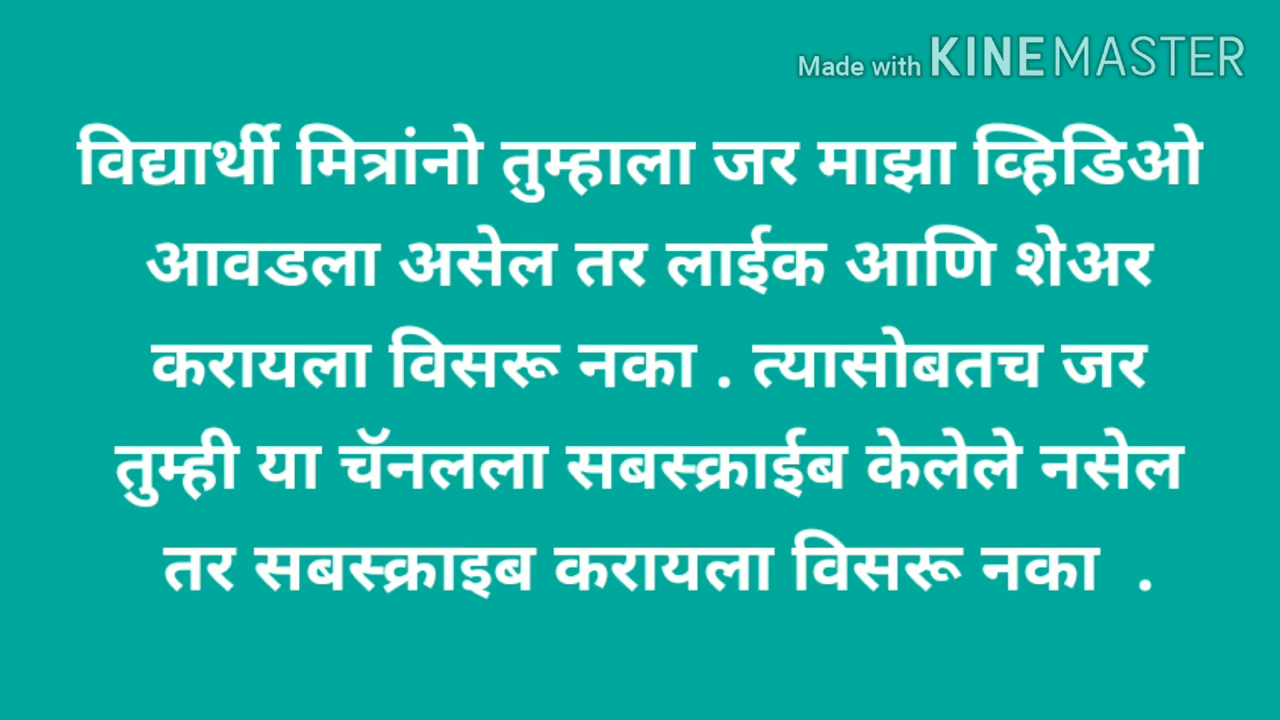 Made with KINEMASTER
विद्यार्थी मित्रांनो तुम्हाला जर माझा व्हिडिओ
आवडला असेल तर लाईक आणि शेअर
करायला विसरू नका . त्यासोबतच जर
तुम्ही या चॅनलला सबस्क्राईब केलेले नसेल
तर सबस्क्राइब करायला विसरू नका .